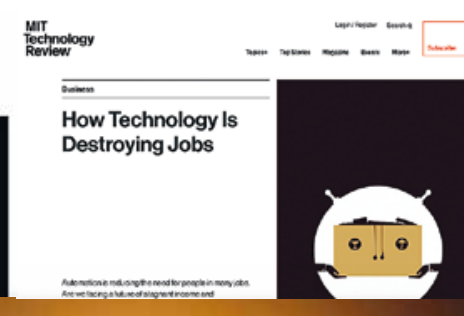 MIT
Technology
Review
Login / Register Search
Topics+ Top Stories Magazine Events More+
Subscribe
Business
How Technology Is
Destroying Jobs
Automation is reducing the need for people in many jobs.
Are we facing a future of stagnant income and